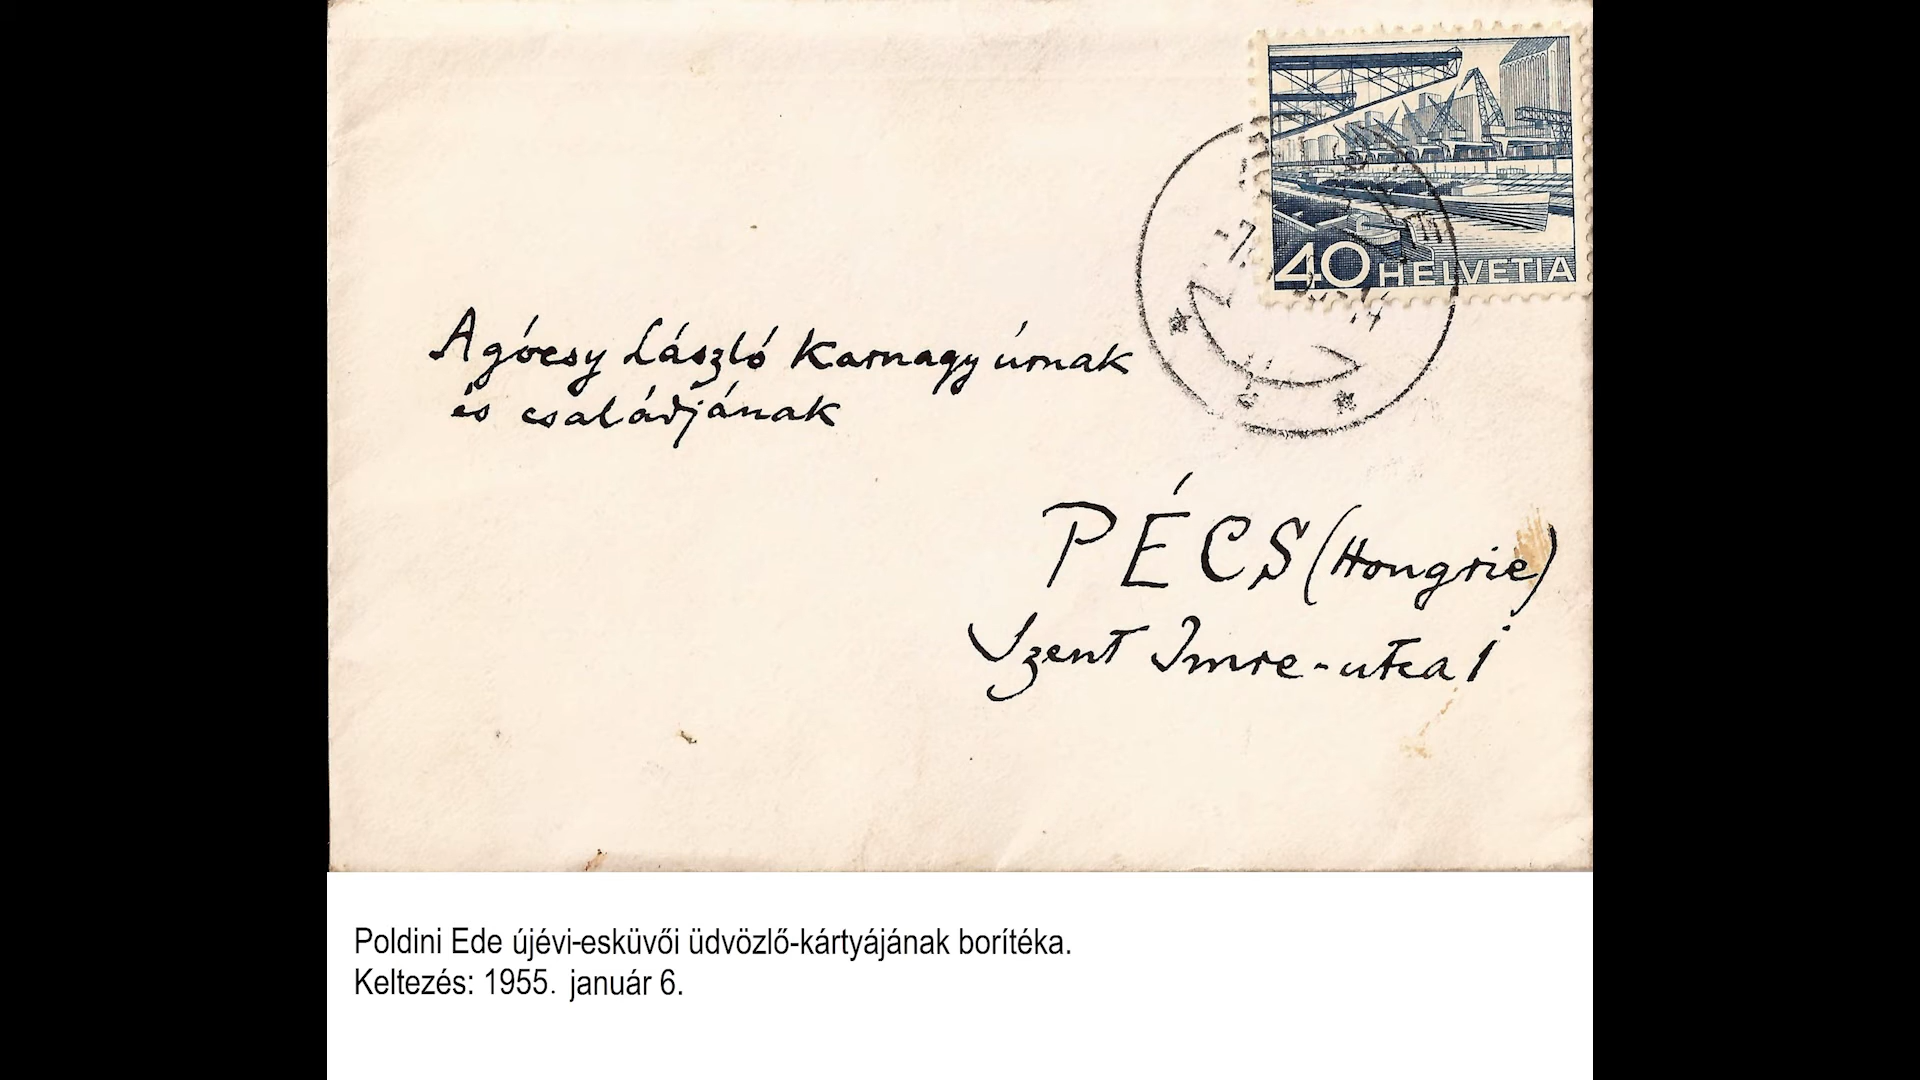 40 HELVETIA
Agócsy László Karnagy úrnak
és családjának
PÉCS (Hongrie)
Szent Imre-utca 1
Poldini Ede újévi-esküvői üdvözlő-kártyájának borítéka.
Keltezés: 1955. január 6.